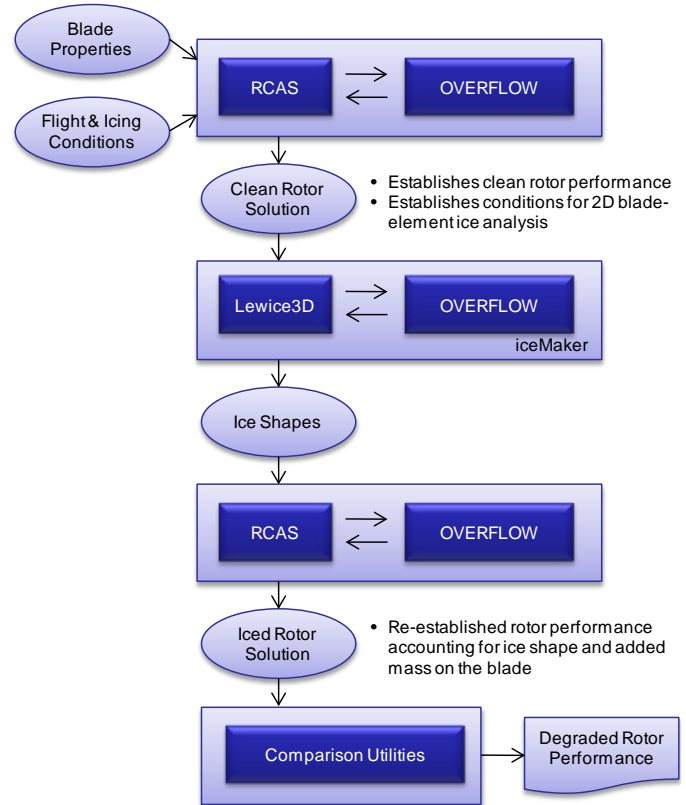 Blade
Properties
RCAS
OVERFLOW
Flight & Icing
Conditions
Clean Rotor
Solution
• Establishes clean rotor performance
• Establishes conditions for 2D blade-
element ice analysis
Lewice3D
OVERFLOW
iceMaker
Ice Shapes
RCAS
OVERFLOW
Iced Rotor
Solution
• Re-established rotor performance
accounting for ice shape and added
mass on the blade
Comparison Utilities
Degraded Rotor
Performance